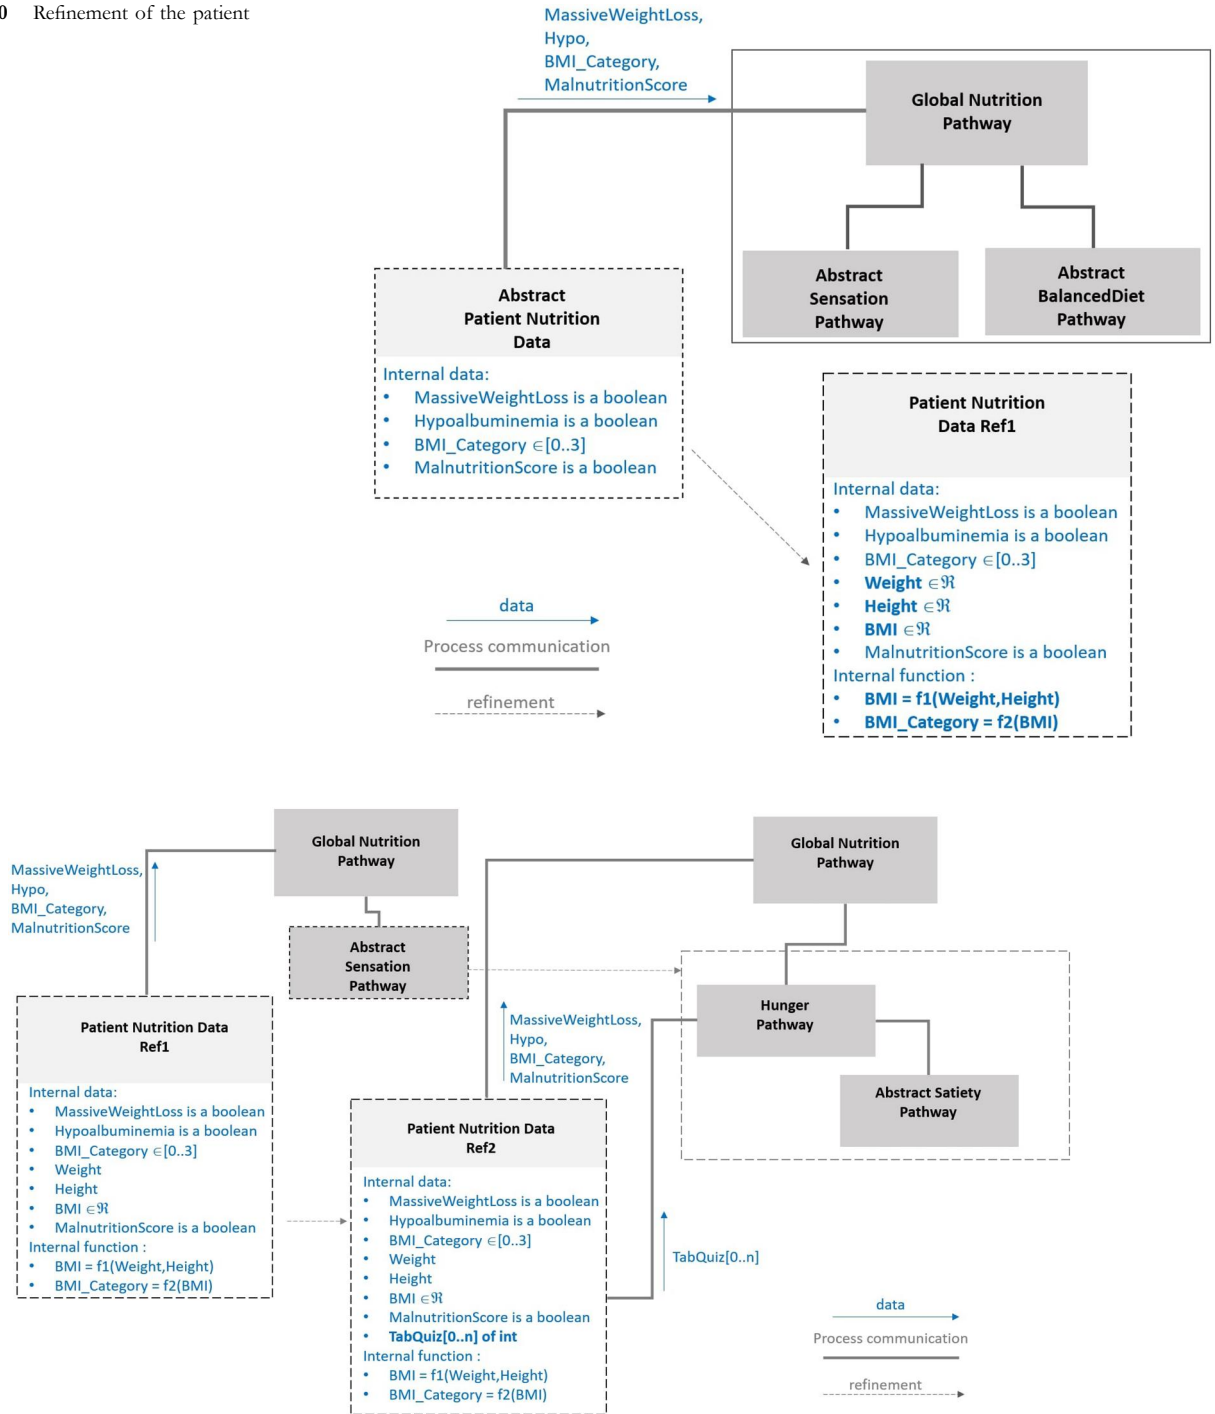 0 Refinement of the patient
MassiveWeightLoss,
Hypo,
BMI_Category,
MalnutritionScore
Global Nutrition
Pathway
Abstract
Sensation
Pathway
Abstract
BalancedDiet
Pathway
Abstract
Patient Nutrition
Data
Internal data:
• MassiveWeightLoss is a boolean
• Hypoalbuminemia is a boolean
• BMI_Category ∈[0..3]
• MalnutritionScore is a boolean
Patient Nutrition
Data Ref1
Internal data:
• MassiveWeightLoss is a boolean
• Hypoalbuminemia is a boolean
• BMI_Category ∈[0..3]
• Weight ∈ℜ
• Height ∈ℜ
• BMI ∈ℜ
• MalnutritionScore is a boolean
Internal function :
• BMI = f1(Weight,Height)
• BMI_Category = f2(BMI)
data
Process communication
refinement
Global Nutrition
Pathway
MassiveWeightLoss,
Hypo,
BMI_Category,
MalnutritionScore
Abstract
Sensation
Pathway
Patient Nutrition Data
Ref1
Internal data:
• MassiveWeightLoss is a boolean
• Hypoalbuminemia is a boolean
• BMI_Category ∈[0..3]
• Weight
• Height
• BMI ∈ℜ
• MalnutritionScore is a boolean
Internal function :
• BMI = f1(Weight,Height)
• BMI_Category = f2(BMI)
Global Nutrition
Pathway
Hunger
Pathway
Abstract Satiety
Pathway
MassiveWeightLoss,
Hypo,
BMI_Category,
MalnutritionScore
Patient Nutrition Data
Ref2
Internal data:
• MassiveWeightLoss is a boolean
• Hypoalbuminemia is a boolean
• BMI_Category ∈[0..3]
• Weight
• Height
• BMI ∈ℜ
• MalnutritionScore is a boolean
• TabQuiz[0..n] of int
Internal function :
• BMI = f1(Weight,Height)
• BMI_Category = f2(BMI)
TabQuiz[0..n]
data
Process communication
refinement